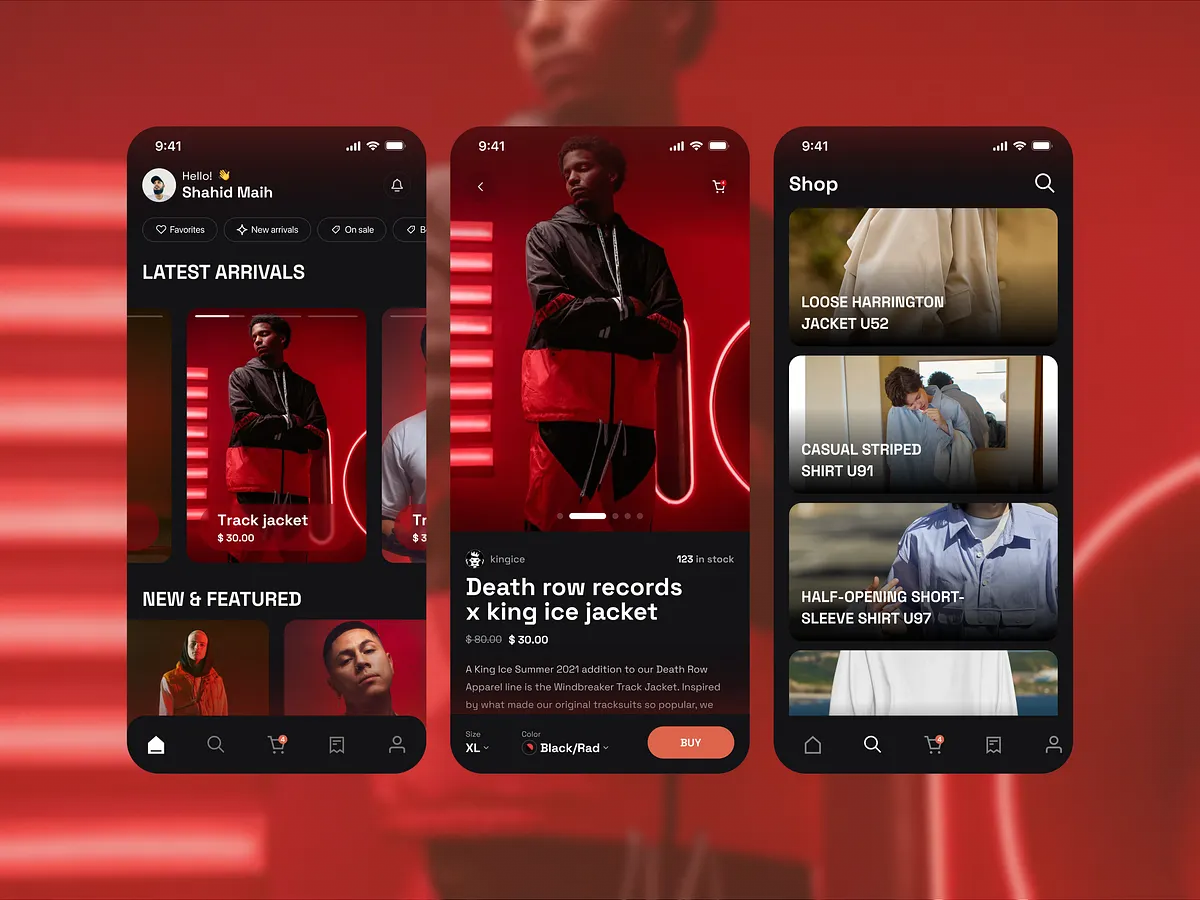 9:41
Hello! 👋
Shahid Maih
Favorites
New arrivals
On sale
LATEST ARRIVALS
Track jacket
$ 30.00
Tr
$ 3
NEW & FEATURED
4
9:41
kingice
123 in stock
Death row records
x king ice jacket
$ 80.00 $ 30.00
A King Ice Summer 2021 addition to our Death Row
Apparel line is the Windbreaker Track Jacket. Inspired
by what made our original tracksuits so popular, we
Size
XL
Color
Black/Rad
BUY
9:41
Shop
LOOSE HARRINGTON
JACKET U52
CASUAL STRIPED
SHIRT U91
HALF-OPENING SHORT-
SLEEVE SHIRT U97
4